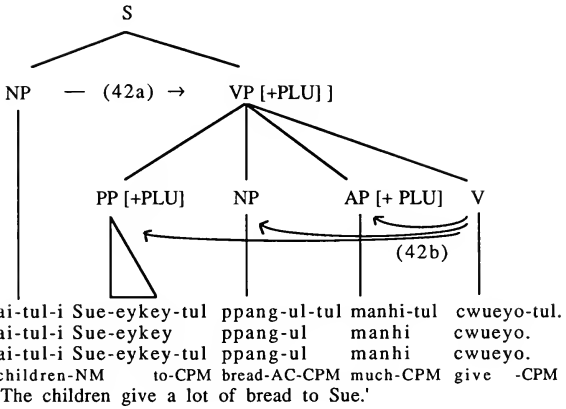 S
NP — (42a) → VP [+PLU] ]
PP [+PLU] NP AP [+ PLU] V
(42b)
ai-tul-i Sue-eykey-tul ppang-ul-tul manhi-tul cwueyo-tul.
ai-tul-i Sue-eykey ppang-ul manhi cwueyo.
ai-tul-i Sue-eykey-tul ppang-ul manhi cwueyo.
children-NM to-CPM bread-AC-CPM much-CPM give -CPM
'The children give a lot of bread to Sue.'